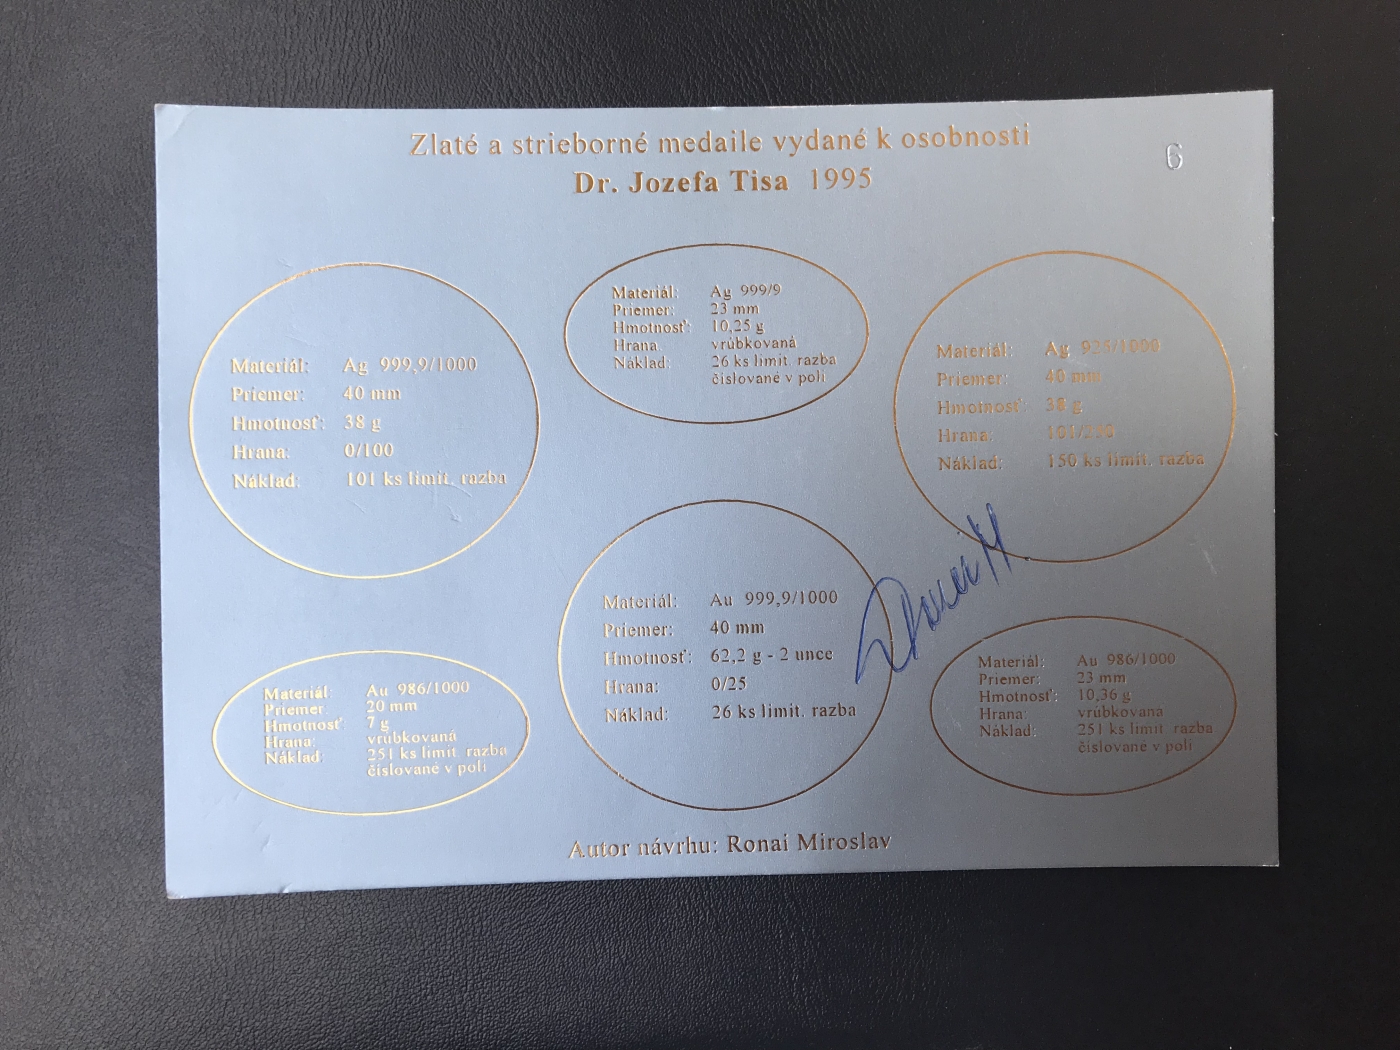 Zlaté a strieborné medaile vydané k osobnosti
Dr. Jozefa Tisa 1995
6
Materiál: Ag 999,9/1000
Priemer: 40 mm
Hmotnosť: 38 g
Hrana: 0/100
Náklad: 101 ks limit. razba
Materiál: Ag 999/9
Priemer: 23 mm
Hmotnosť: 10,25 g
Hrana: vrúbkovaná
Náklad: 26 ks limit. razba
číslované v poli
Materiál: Ag 925/1000
Priemer: 40 mm
Hmotnosť: 38 g
Hrana:
Náklad: 150 ks limit. razba
Materiál: Au 986/1000
Priemer: 20 mm
Hmotnosť: 7 g
Hrana: vrúbkovaná
Náklad: 251 ks limit. razba
číslované v poli
Materiál: Au 999,9/1000
Priemer: 40 mm
Hmotnosť: 62,2 g - 2 unce
Hrana: 0/25
Náklad: 26 ks limit. razba
Materiál: Au 986/1000
Priemer: 23 mm
Hmotnosť: 10,36 g
Hrana: vrúbkovaná
Náklad: 251 ks limit. razba
číslované v poli
Autor návrhu: Ronai Miroslav